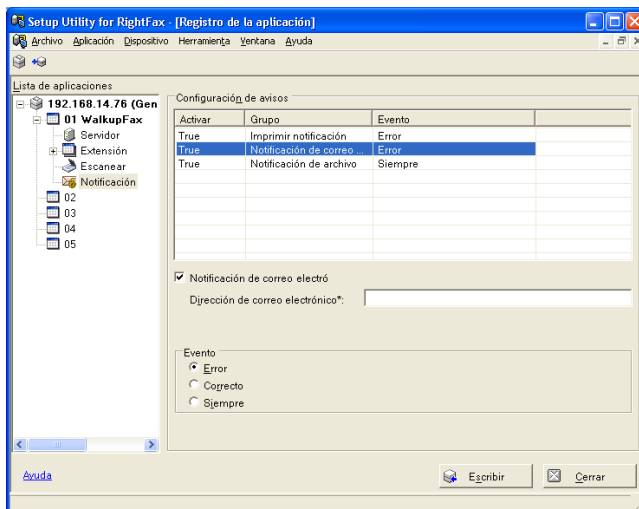 Setup Utility for RightFax - [Registro de la aplicación]
Archivo Aplicación Dispositivo Herramienta Ventana Ayuda
Lista de aplicaciones
192.168.14.76 (Gen
01 WalkupFax
Servidor
Extensión
Escanear
Notificación
02
03
04
05
Configuración de avisos
Activar Grupo Evento
True Imprimir notificación Error
True Notificación de correo ... Error
True Notificación de archivo Siempre
Notificación de correo electró
Dirección de correo electrónico*:
Evento
Error
Correcto
Siempre
Ayuda
Escribir
Cerrar